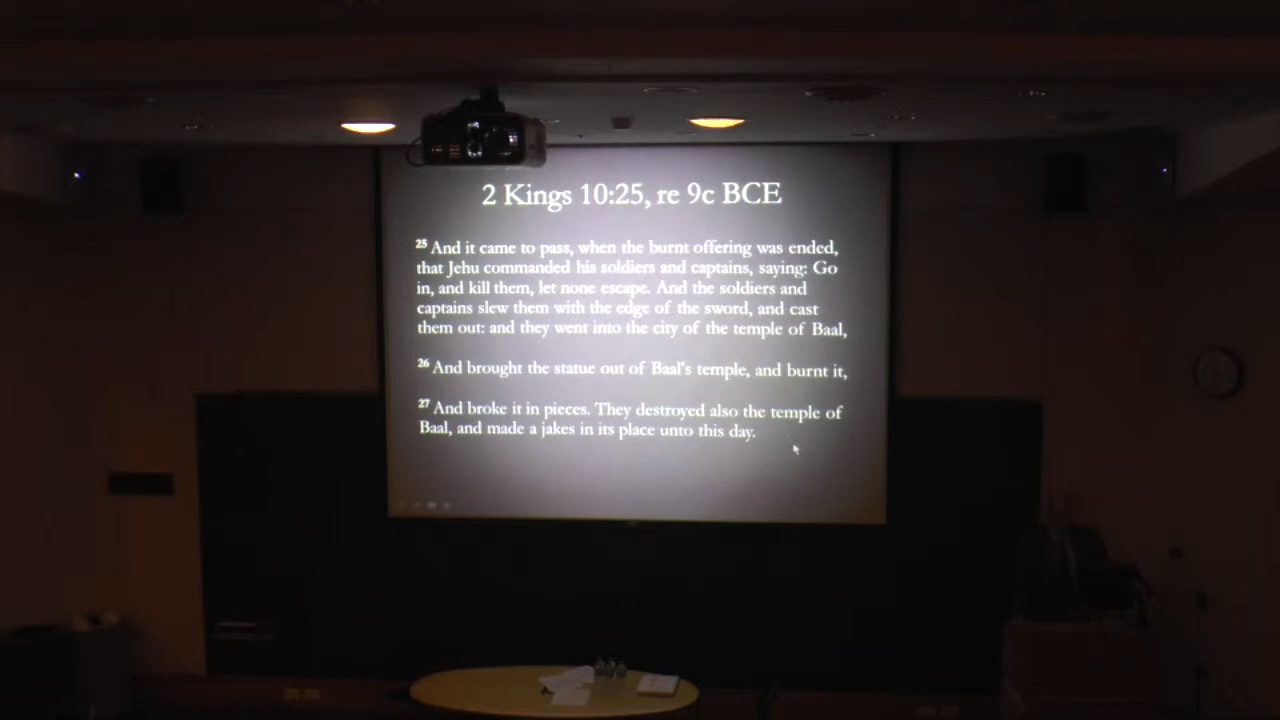 2 Kings 10:25, re 9c BCE
25 And it came to pass, when the burnt offering was ended,
that Jehu commanded his soldiers and captains, saying: Go
in, and kill them, let none escape. And the soldiers and
captains slew them with the edge of the sword, and cast
them out: and they went into the city of the temple of Baal,
26 And brought the statue out of Baal's temple, and burnt it,
27 And broke it in pieces. They destroyed also the temple of
Baal, and made a jakes in its place unto this day.